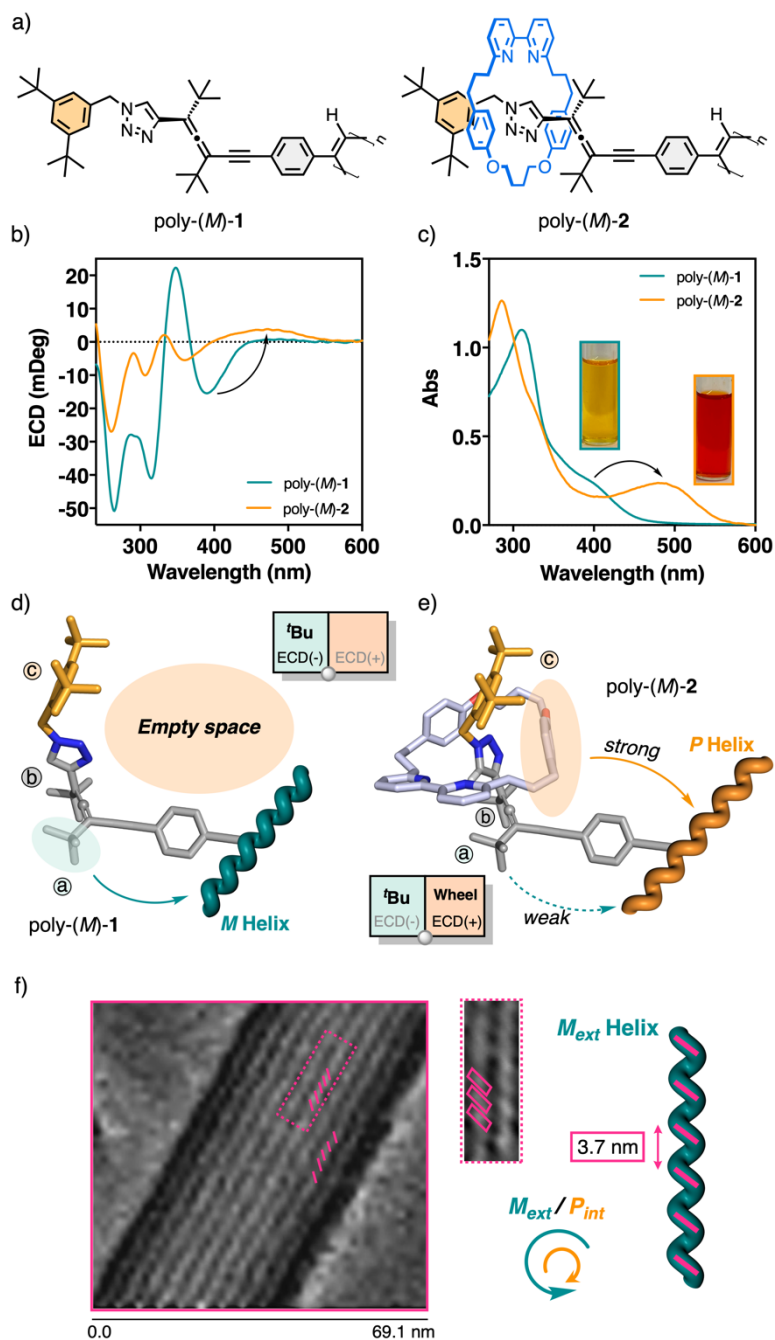 a)
H
N
N
N=N
n
poly-(M)-1
N
N
H
N
N
N=N
O
O
n
poly-(M)-2
b)
c)
20
10
0
-10
-20
-30
-40
-50
ECD (mDeg)
poly-(M)-1
poly-(M)-2
300
400
500
600
Wavelength (nm)
1.5
1.0
0.5
0.0
Abs
poly-(M)-1
poly-(M)-2
300
400
500
600
Wavelength (nm)
d)
c
Empty space
b
a
poly-(M)-1
M Helix
tBu
ECD(-)
ECD(+)
e)
c
poly-(M)-2
strong
P Helix
b
a
weak
tBu
Wheel
ECD(-)
ECD(+)
f)
Mext Helix
3.7 nm
Mext / Pint
0.0
69.1 nm